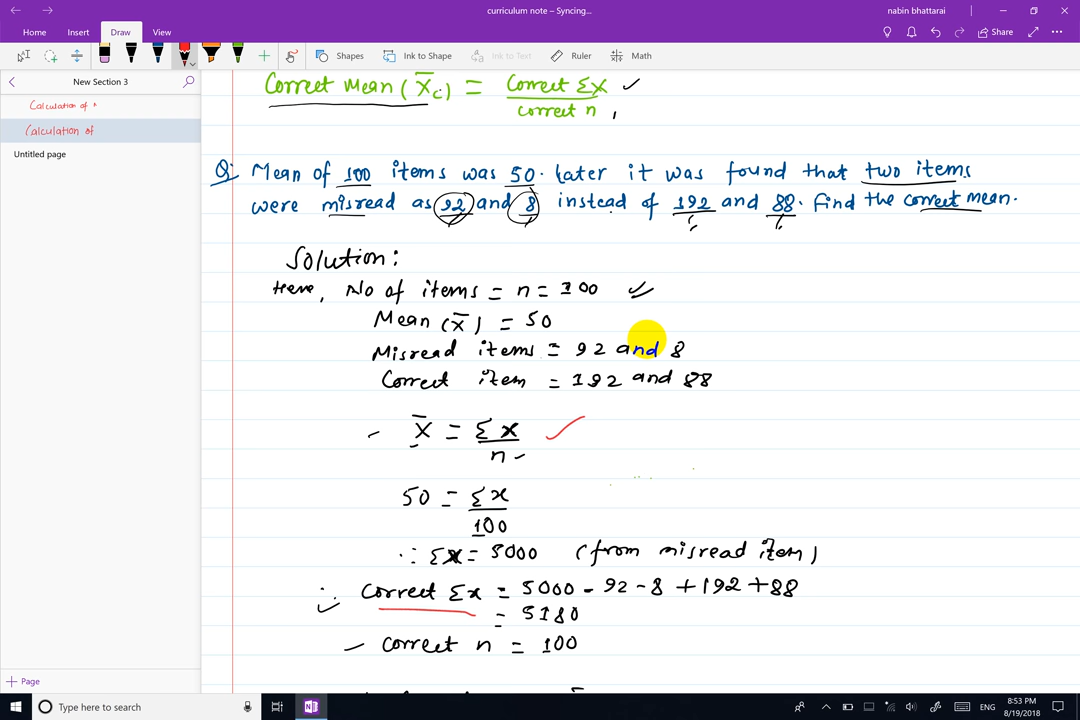 curriculum note – Syncing...
nabin bhattarai
Home Insert Draw View
Share
Shapes Ink to Shape Ink to Text Ruler Math
New Section 3
Calculation of
Calculation of
Untitled page
Correct Mean (X̅c) = Correct ΣX / correct n
Q: Mean of 100 items was 50. Later it was found that two items
were misread as 92 and 8 instead of 192 and 88. Find the correct mean.
Solution:
Here, No of items = n = 100
Mean (X̅) = 50
Misread items = 92 and 8
Correct item = 192 and 88
X̅ = Σx / n
50 = Σx / 100
∴ Σx = 5000 (from misread item)
∴ Correct Σx = 5000 - 92 - 8 + 192 + 88
= 5180
Correct n = 100
Page
Type here to search
ENG
8:53 PM
8/19/2018